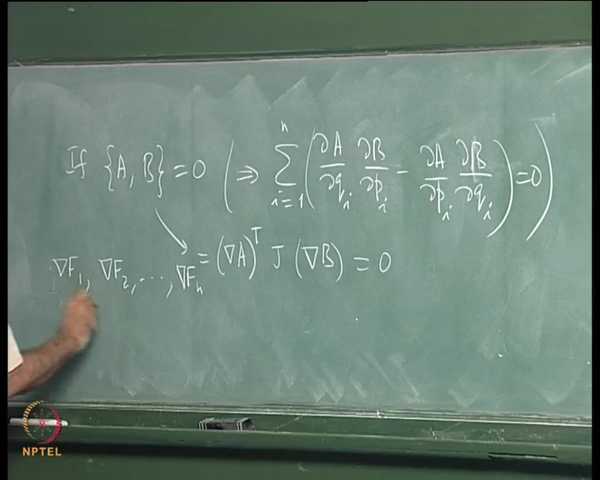 If {A, B} = 0 ( ⇒ ∑_{i=1}^{n} ( ∂A/∂q_i ∂B/∂p_i − ∂A/∂p_i ∂B/∂q_i ) = 0 )
∇F_1, ∇F_2, ..., ∇F_n = (∇A)^T J (∇B) = 0
NPTEL